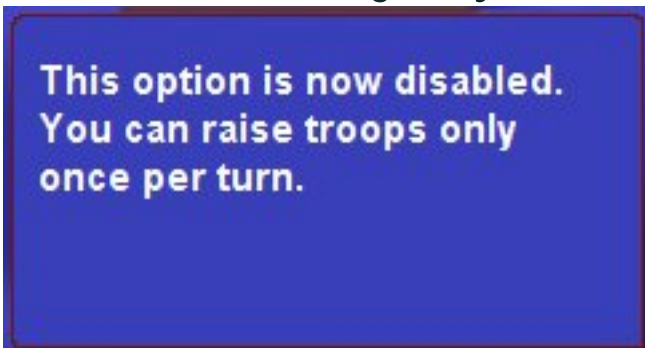 This option is now disabled.
You can raise troops only
once per turn.